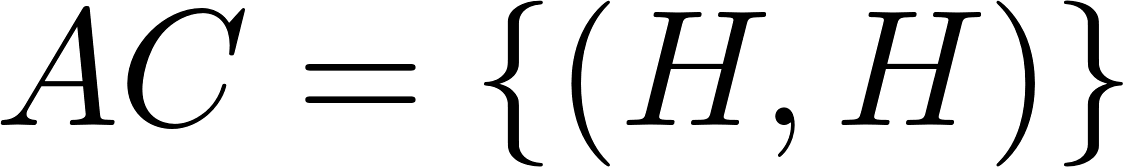 AC = {(H, H)}